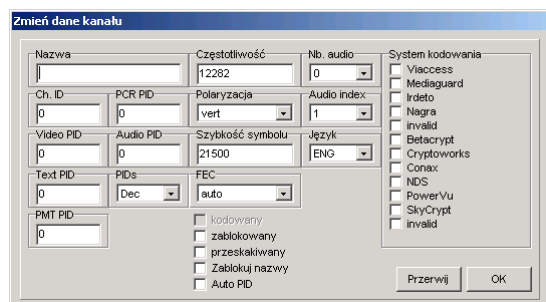 Zmień dane kanału
Nazwa Częstotliwość Nb. audio System kodowania
12282 0 Viaccess
Mediaguard
Ch. ID PCR PID Polaryzacja Audio index Irdeto
0 0 vert 1 Nagra
invalid
Video PID Audio PID Szybkość symbolu Język Betacrypt
0 0 21500 ENG Cryptoworks
Conax
Text PID PIDs FEC NDS
0 Dec auto PowerVu
PMT PID kodowany SkyCrypt
0 zablokowany invalid
przeskakiwany
Zablokuj nazwy
Auto PID Przerwij OK